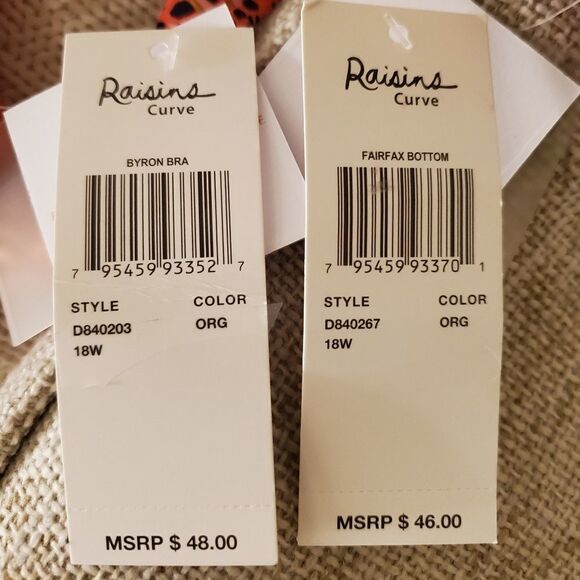 Raisins
Curve
BYRON BRA
7 95459 93352 7
STYLE COLOR
D840203 ORG
18W
MSRP $ 48.00
Raisins
Curve
FAIRFAX BOTTOM
7 95459 93370 1
STYLE COLOR
D840267 ORG
18W
MSRP $ 46.00